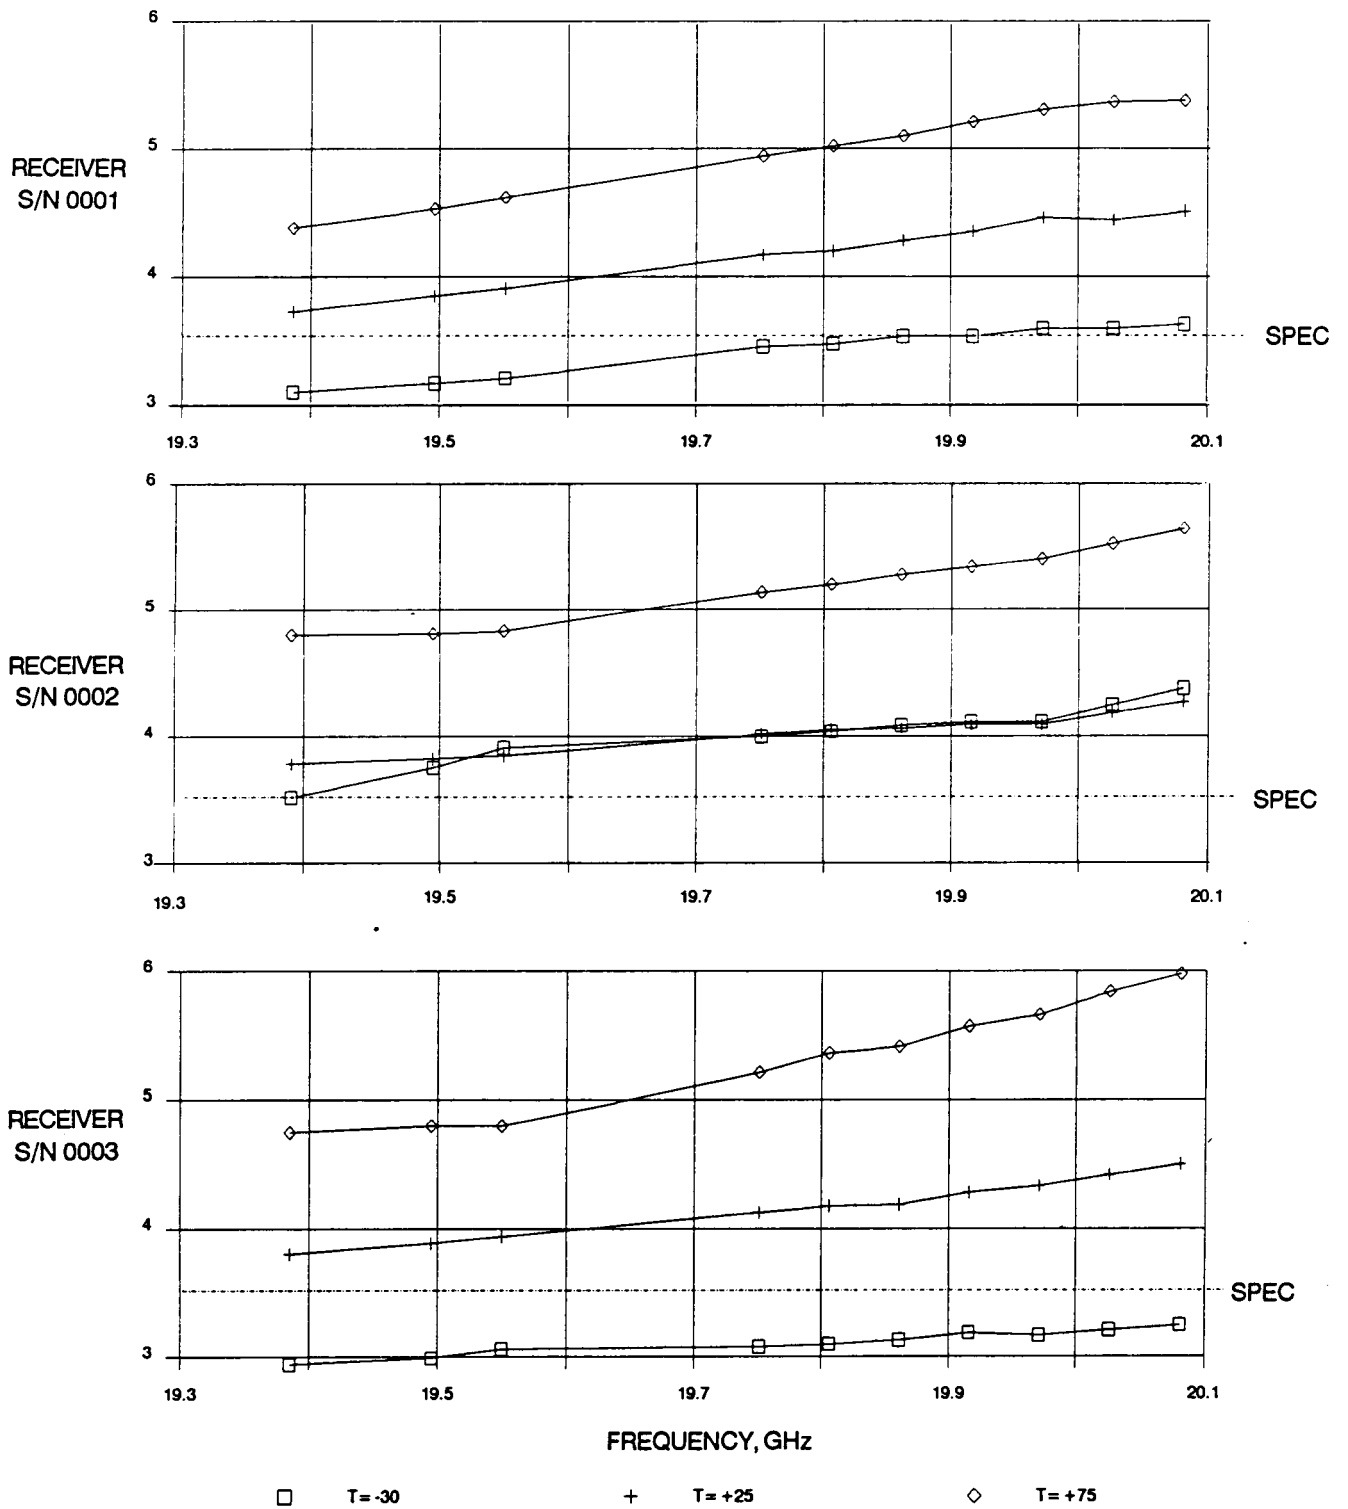 6
5
RECEIVER
S/N 0001
4
SPEC
3
19.3 19.5 19.7 19.9 20.1
6
5
RECEIVER
S/N 0002
4
SPEC
3
19.3 19.5 19.7 19.9 20.1
6
5
RECEIVER
S/N 0003
4
SPEC
3
19.3 19.5 19.7 19.9 20.1
FREQUENCY, GHz
T= -30 T= +25 T= +75